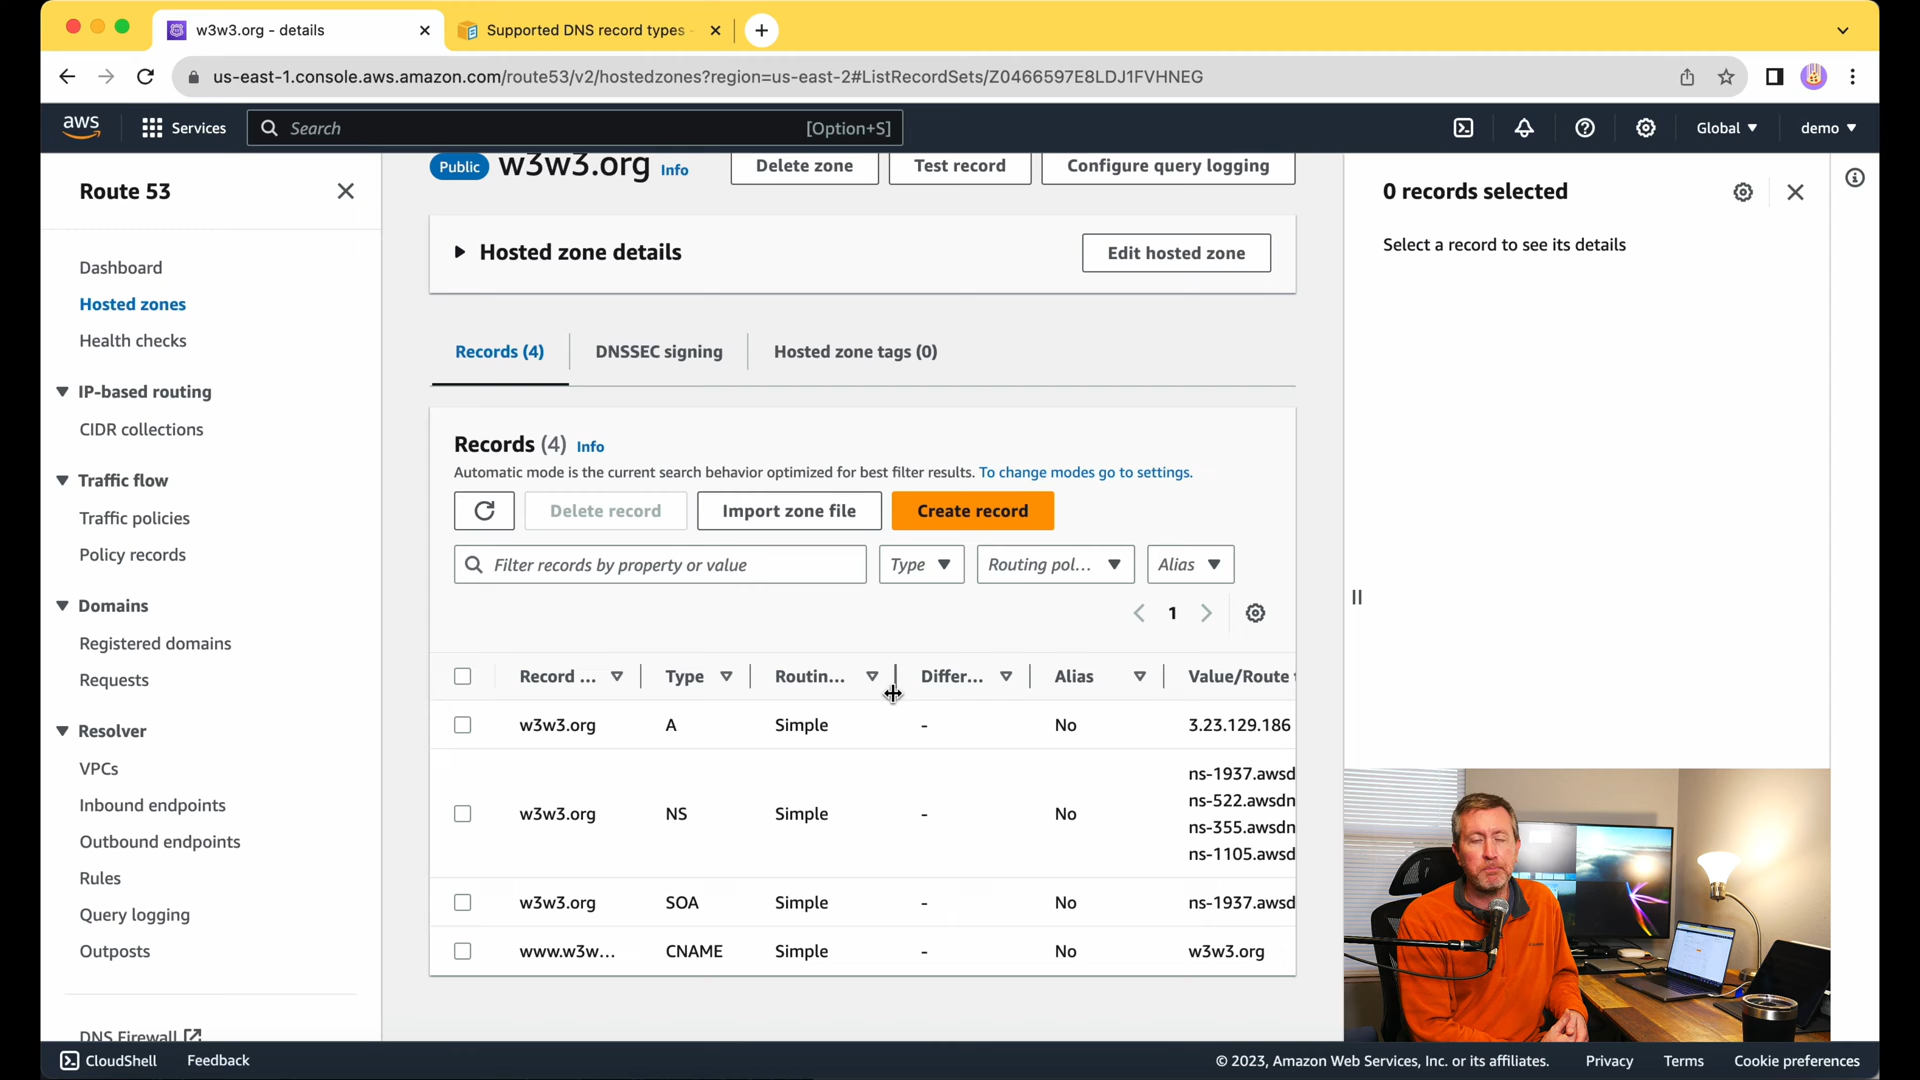 w3w3.org - details
Supported DNS record types -
us-east-1.console.aws.amazon.com/route53/v2/hostedzones?region=us-east-2#ListRecordSets/Z0466597E8LDJ1FVHNEG
aws
Services
Search
[Option+S]
Global
demo
Route 53
Dashboard
Hosted zones
Health checks
IP-based routing
CIDR collections
Traffic flow
Traffic policies
Policy records
Domains
Registered domains
Requests
Resolver
VPCs
Inbound endpoints
Outbound endpoints
Rules
Query logging
Outposts
DNS Firewall
Public w3w3.org Info
Delete zone
Test record
Configure query logging
Hosted zone details
Edit hosted zone
Records (4)
DNSSEC signing
Hosted zone tags (0)
Records (4) Info
Automatic mode is the current search behavior optimized for best filter results. To change modes go to settings.
Delete record
Import zone file
Create record
Filter records by property or value
Type
Routing pol...
Alias
1
Record ... Type Routin... Differ... Alias Value/Route
w3w3.org A Simple - No 3.23.129.186
w3w3.org NS Simple - No
ns-1937.awsd
ns-522.awsdn
ns-355.awsdn
ns-1105.awsd
w3w3.org SOA Simple - No ns-1937.awsd
www.w3w... CNAME Simple - No w3w3.org
0 records selected
Select a record to see its details
CloudShell
Feedback
© 2023, Amazon Web Services, Inc. or its affiliates.
Privacy
Terms
Cookie preferences